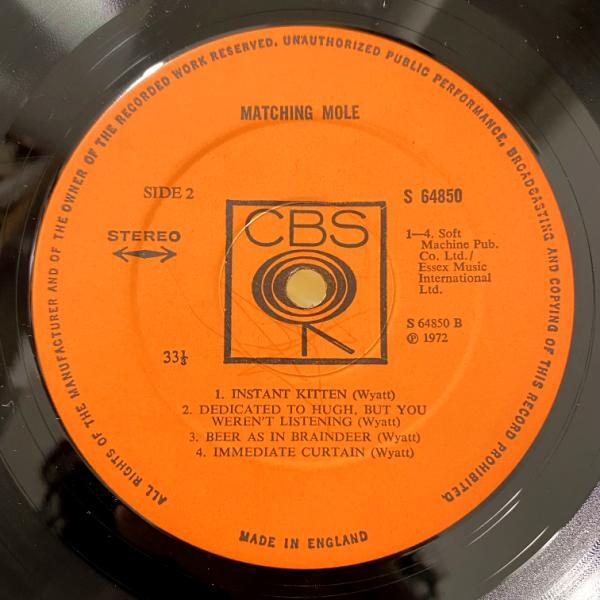 ALL RIGHTS OF THE MANUFACTURER AND OF THE OWNER OF THE RECORDED WORK RESERVED. UNAUTHORIZED PUBLIC PERFORMANCE, BROADCASTING AND COPYING OF THIS RECORD PROHIBITED.
MATCHING MOLE
SIDE 2
S 64850
STEREO
CBS
1—4. Soft
Machine Pub.
Co. Ltd./
Essex Music
International
Ltd.
S 64850 B
℗ 1972
33⅓
1. INSTANT KITTEN (Wyatt)
2. DEDICATED TO HUGH, BUT YOU
WEREN'T LISTENING (Wyatt)
3. BEER AS IN BRAINDEER (Wyatt)
4. IMMEDIATE CURTAIN (Wyatt)
MADE IN ENGLAND